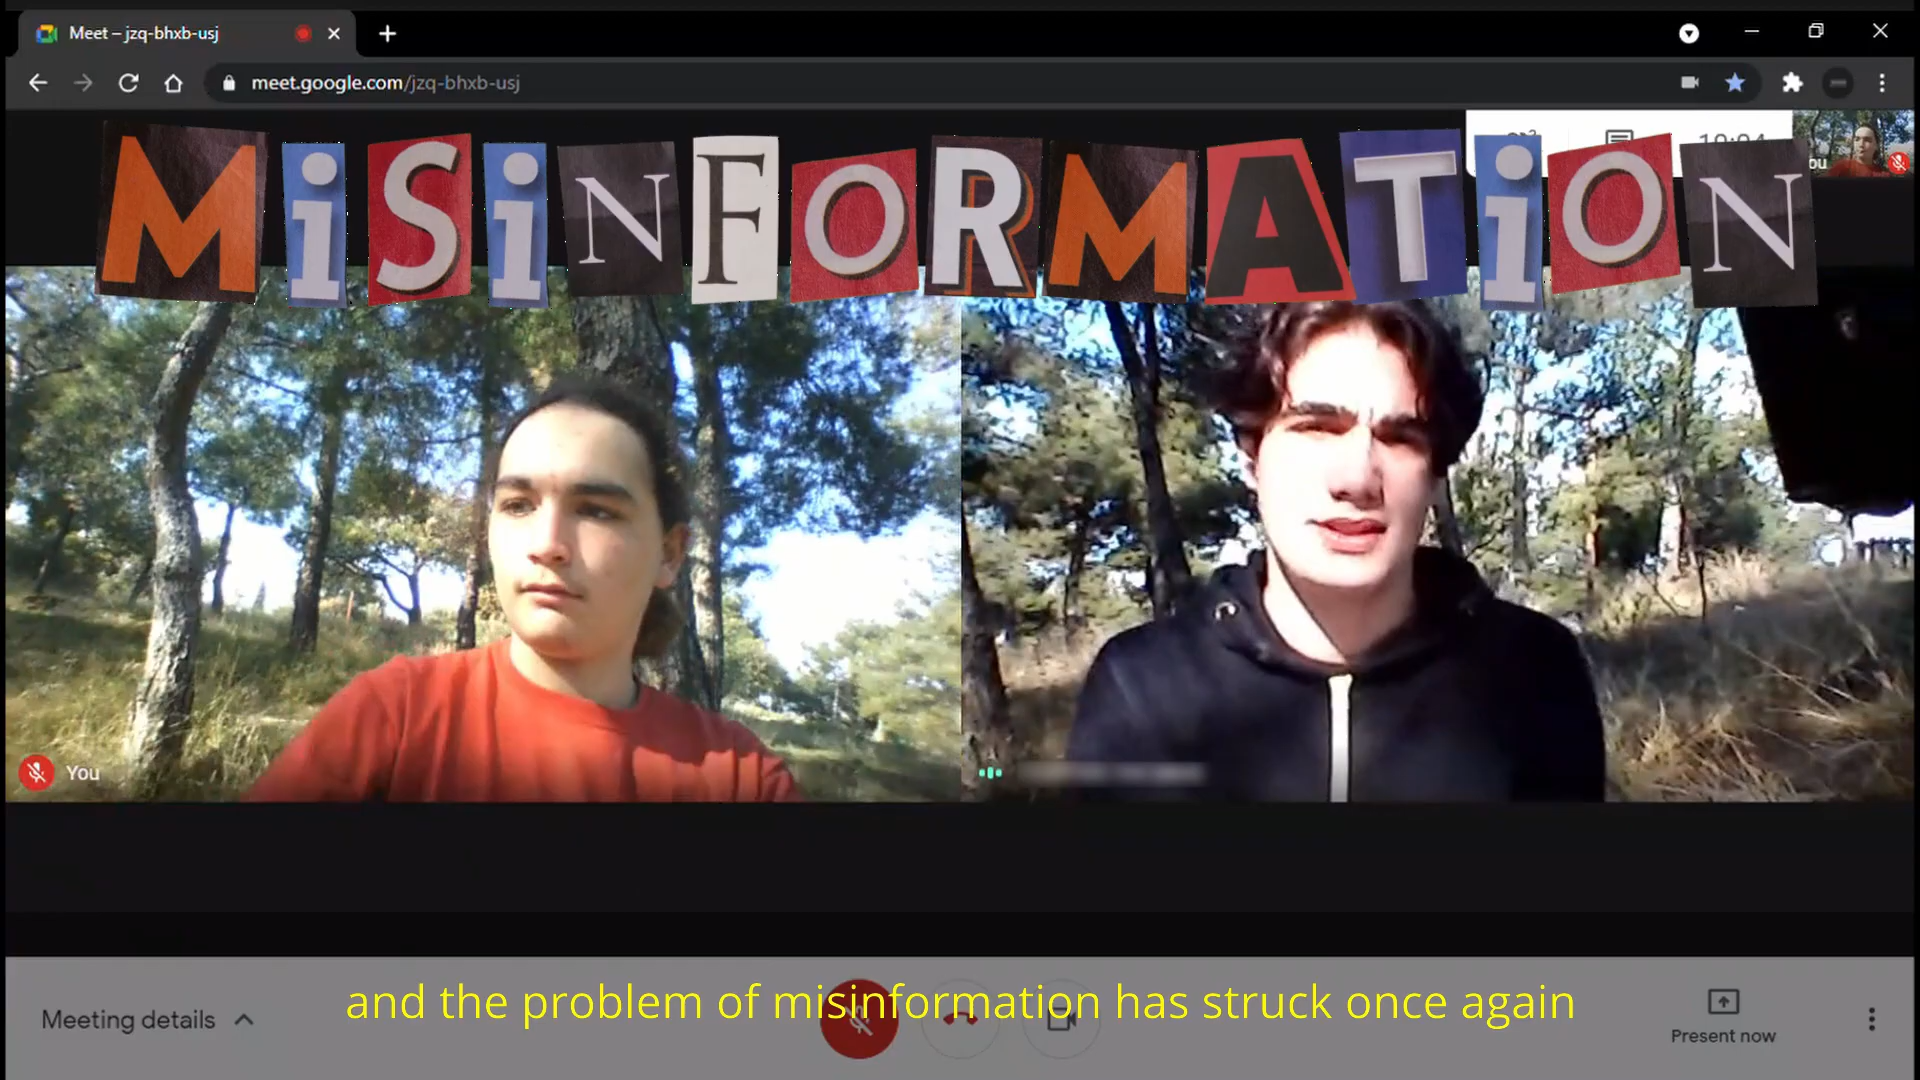 Meet – jzq-bhxb-usj
meet.google.com/jzq-bhxb-usj
MiSiNFORMATiON
You
and the problem of misinformation has struck once again
Meeting details
Present now